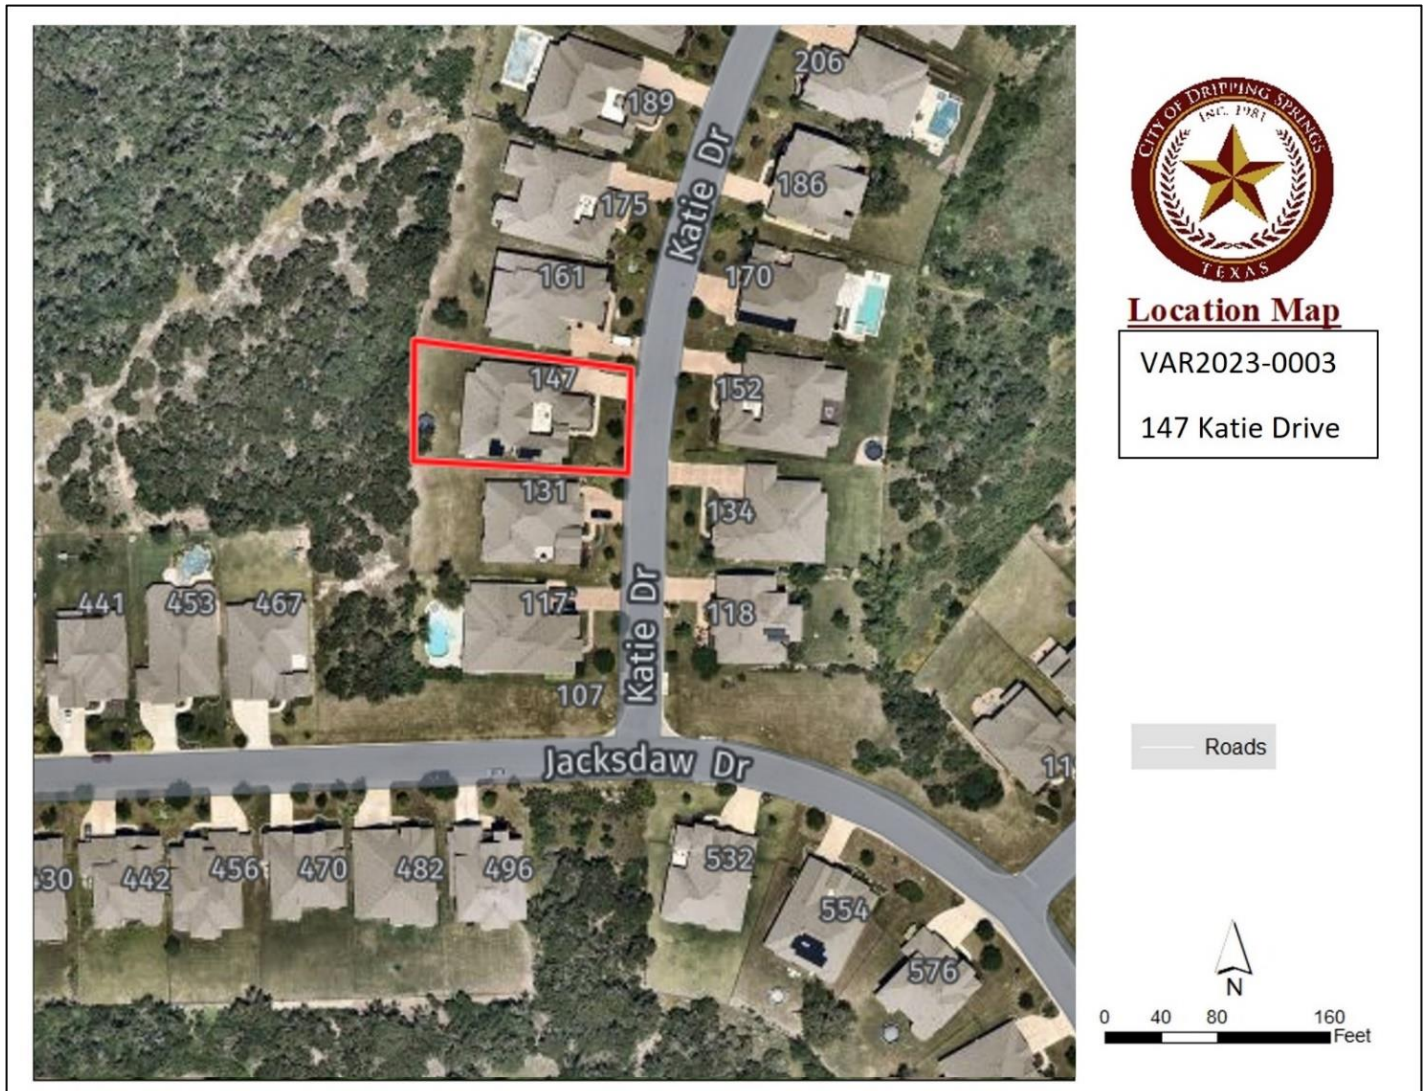 206
189
186
175
161
170
147
152
131
134
117
118
107
441
453
467
Katie Dr
Katie Dr
Jacksdaw Dr
430
442
456
470
482
496
532
554
576
CITY OF DRIPPING SPRINGS
INC. 1981
TEXAS
Location Map
VAR2023-0003
147 Katie Drive
Roads
N
0 40 80 160
Feet